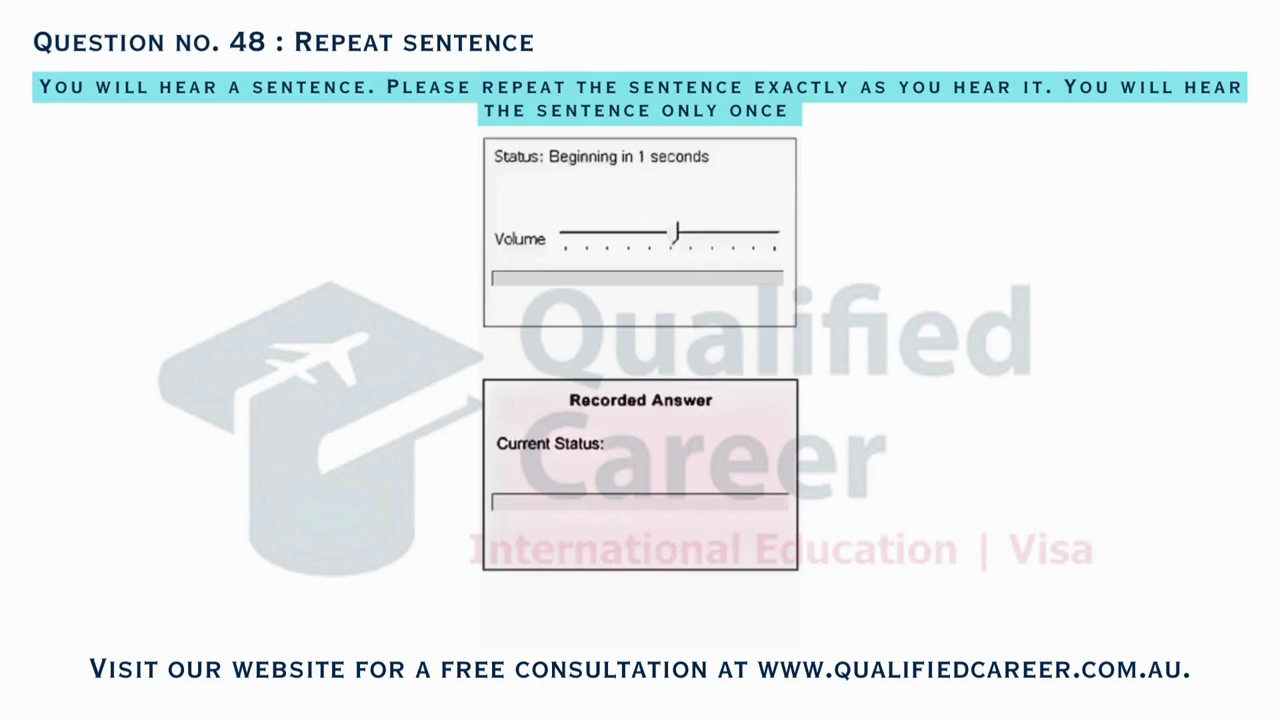 Question no. 48 : Repeat sentence
You will hear a sentence. Please repeat the sentence exactly as you hear it. You will hear
the sentence only once
Status: Beginning in 1 seconds
Volume
Qualified
Recorded Answer
Current Status:
Career
International Education | Visa
Visit our website for a free consultation at www.qualifiedcareer.com.au.